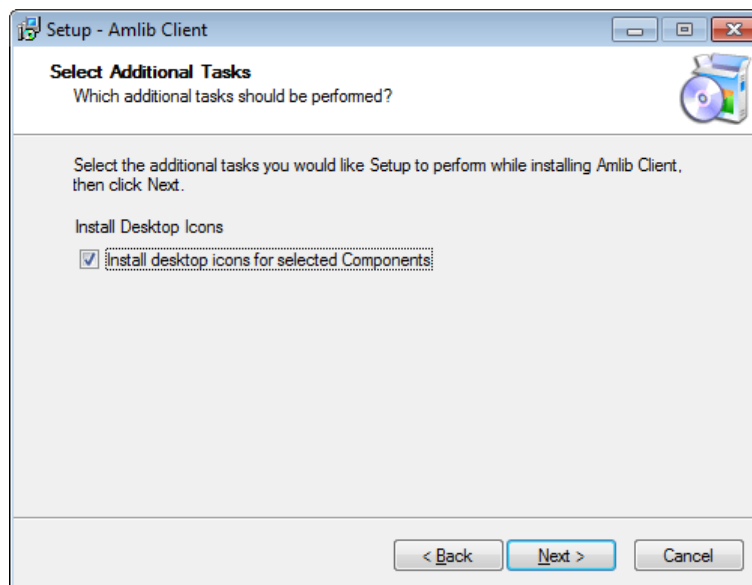 Setup - Amlib Client
Select Additional Tasks
Which additional tasks should be performed?
Select the additional tasks you would like Setup to perform while installing Amlib Client,
then click Next.
Install Desktop Icons
Install desktop icons for selected Components
< Back
Next >
Cancel